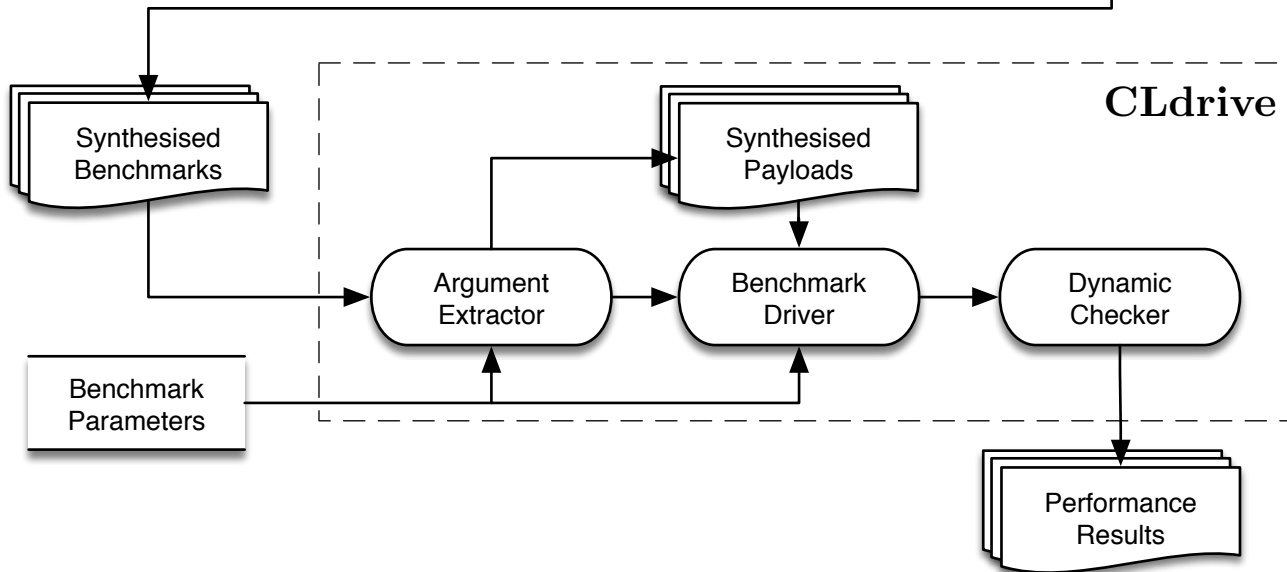 CLdrive
Synthesised
Benchmarks
Synthesised
Payloads
Argument
Extractor
Benchmark
Driver
Dynamic
Checker
Benchmark
Parameters
Performance
Results